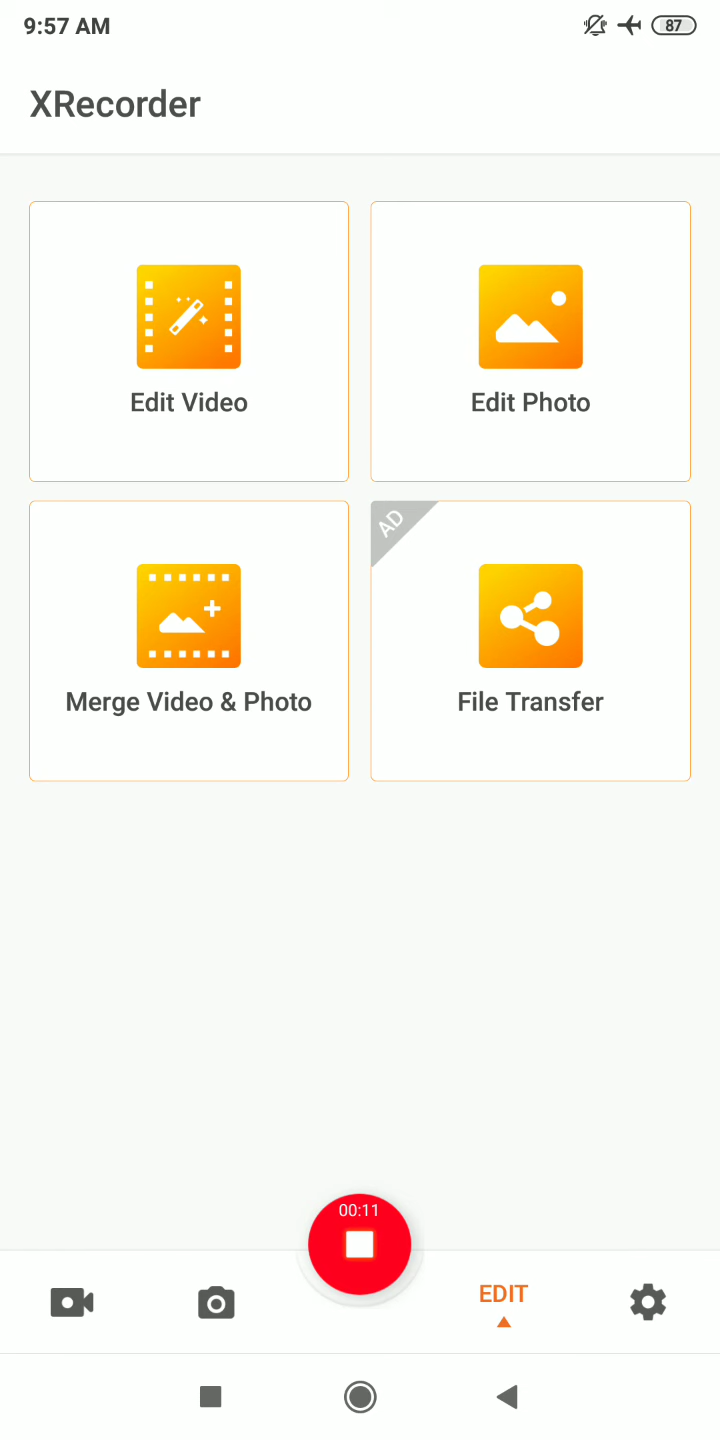 9:57 AM
87
XRecorder
Edit Video
Edit Photo
AD
Merge Video & Photo
File Transfer
00:11
EDIT